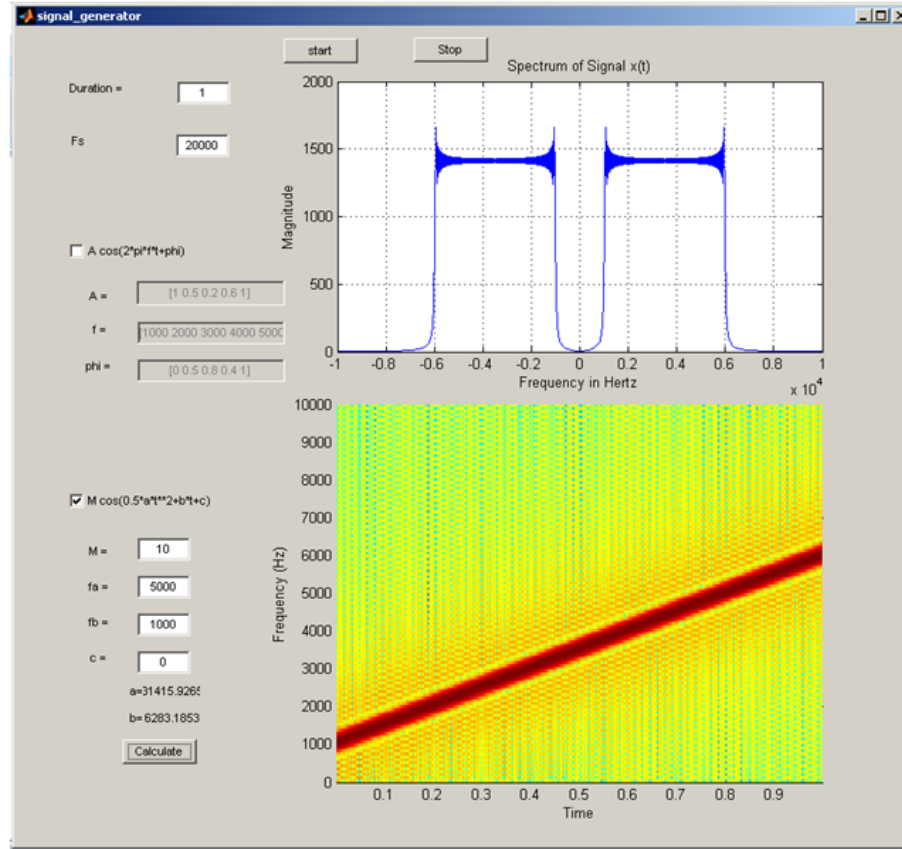 signal_generator
start
Stop
Duration =
1
Fs
20000
A cos(2*pi*f*t+phi)
A =
[1 0.5 0.2 0.6 1]
f =
[1000 2000 3000 4000 5000
phi =
[0 0.5 0.8 0.4 1]
M cos(0.5*a*t**2+b*t+c)
M =
10
fa =
5000
fb =
1000
c =
0
a=31415.9265
b= 6283.1853
Calculate
Spectrum of Signal x(t)
Magnitude
2000
1500
1000
500
0
-1 -0.8 -0.6 -0.4 -0.2 0 0.2 0.4 0.6 0.8 1
Frequency in Hertz
x 10^4
Frequency (Hz)
10000
9000
8000
7000
6000
5000
4000
3000
2000
1000
0
0.1 0.2 0.3 0.4 0.5 0.6 0.7 0.8 0.9
Time